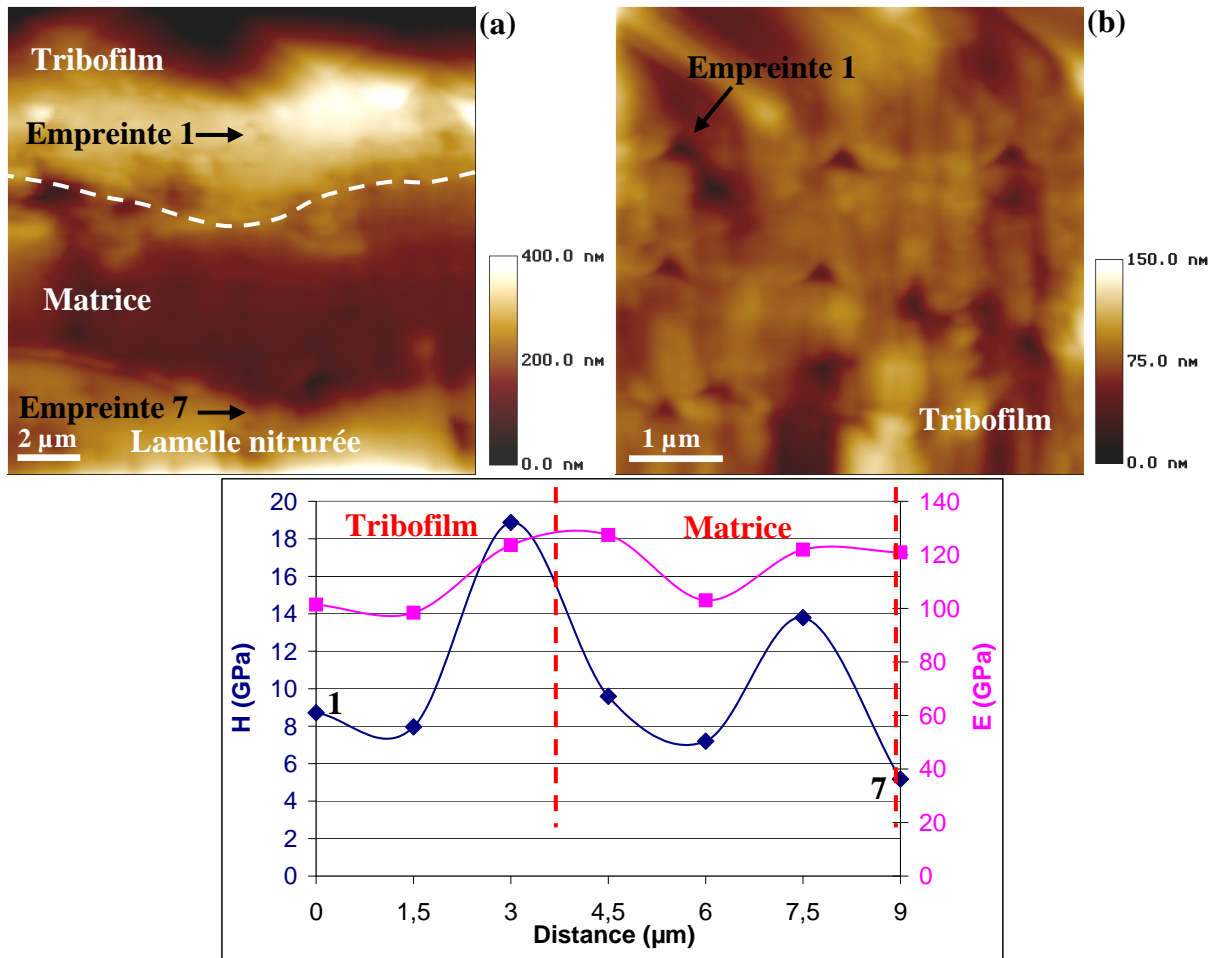 (a)
Tribofilm
Empreinte 1
Matrice
Empreinte 7
2 µm
Lamelle nitrurée
400.0 nm
200.0 nm
0.0 nm
(b)
Empreinte 1
1 µm
Tribofilm
150.0 nm
75.0 nm
0.0 nm
Tribofilm
Matrice
20
18
16
14
12
10
8
6
4
2
0
H (GPa)
1
7
140
120
100
80
60
40
20
0
E (GPa)
0 1,5 3 4,5 6 7,5 9
Distance (µm)